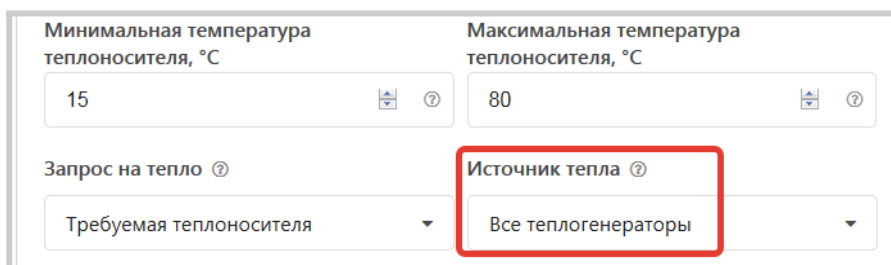 Минимальная температура
теплоносителя, °C
Максимальная температура
теплоносителя, °C
15
80
Запрос на тепло
Источник тепла
Требуемая теплоносителя
Все теплогенераторы